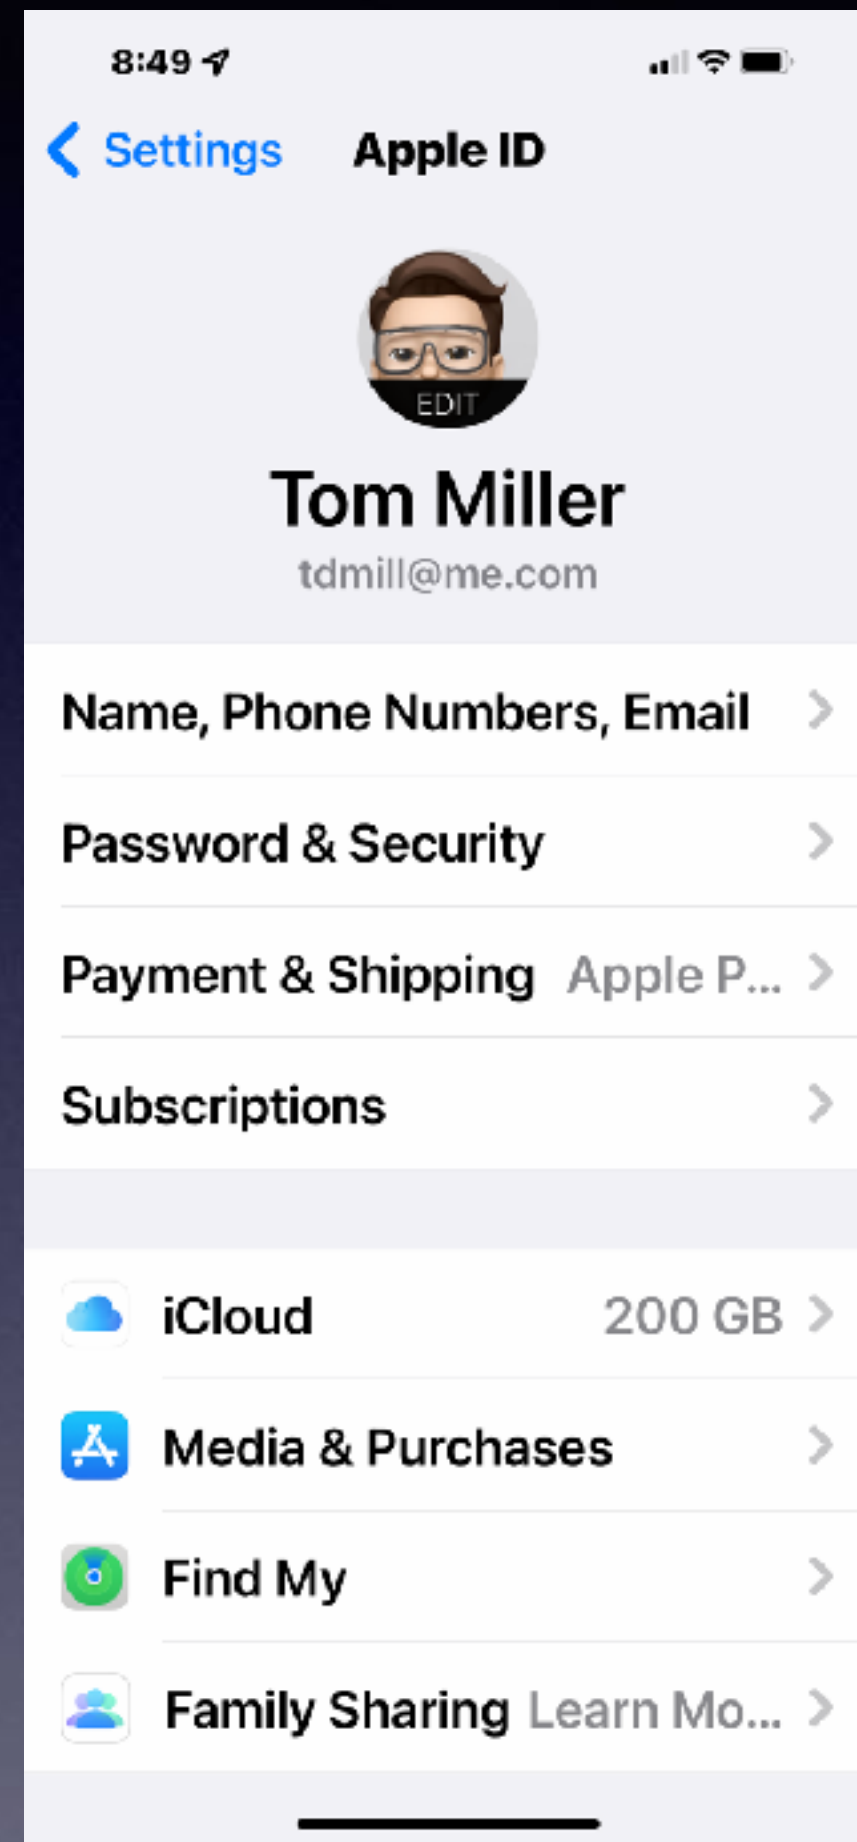 8:49
Settings Apple ID
EDIT
Tom Miller
tdmill@me.com
Name, Phone Numbers, Email
Password & Security
Payment & Shipping Apple P...
Subscriptions
iCloud 200 GB
Media & Purchases
Find My
Family Sharing Learn Mo...